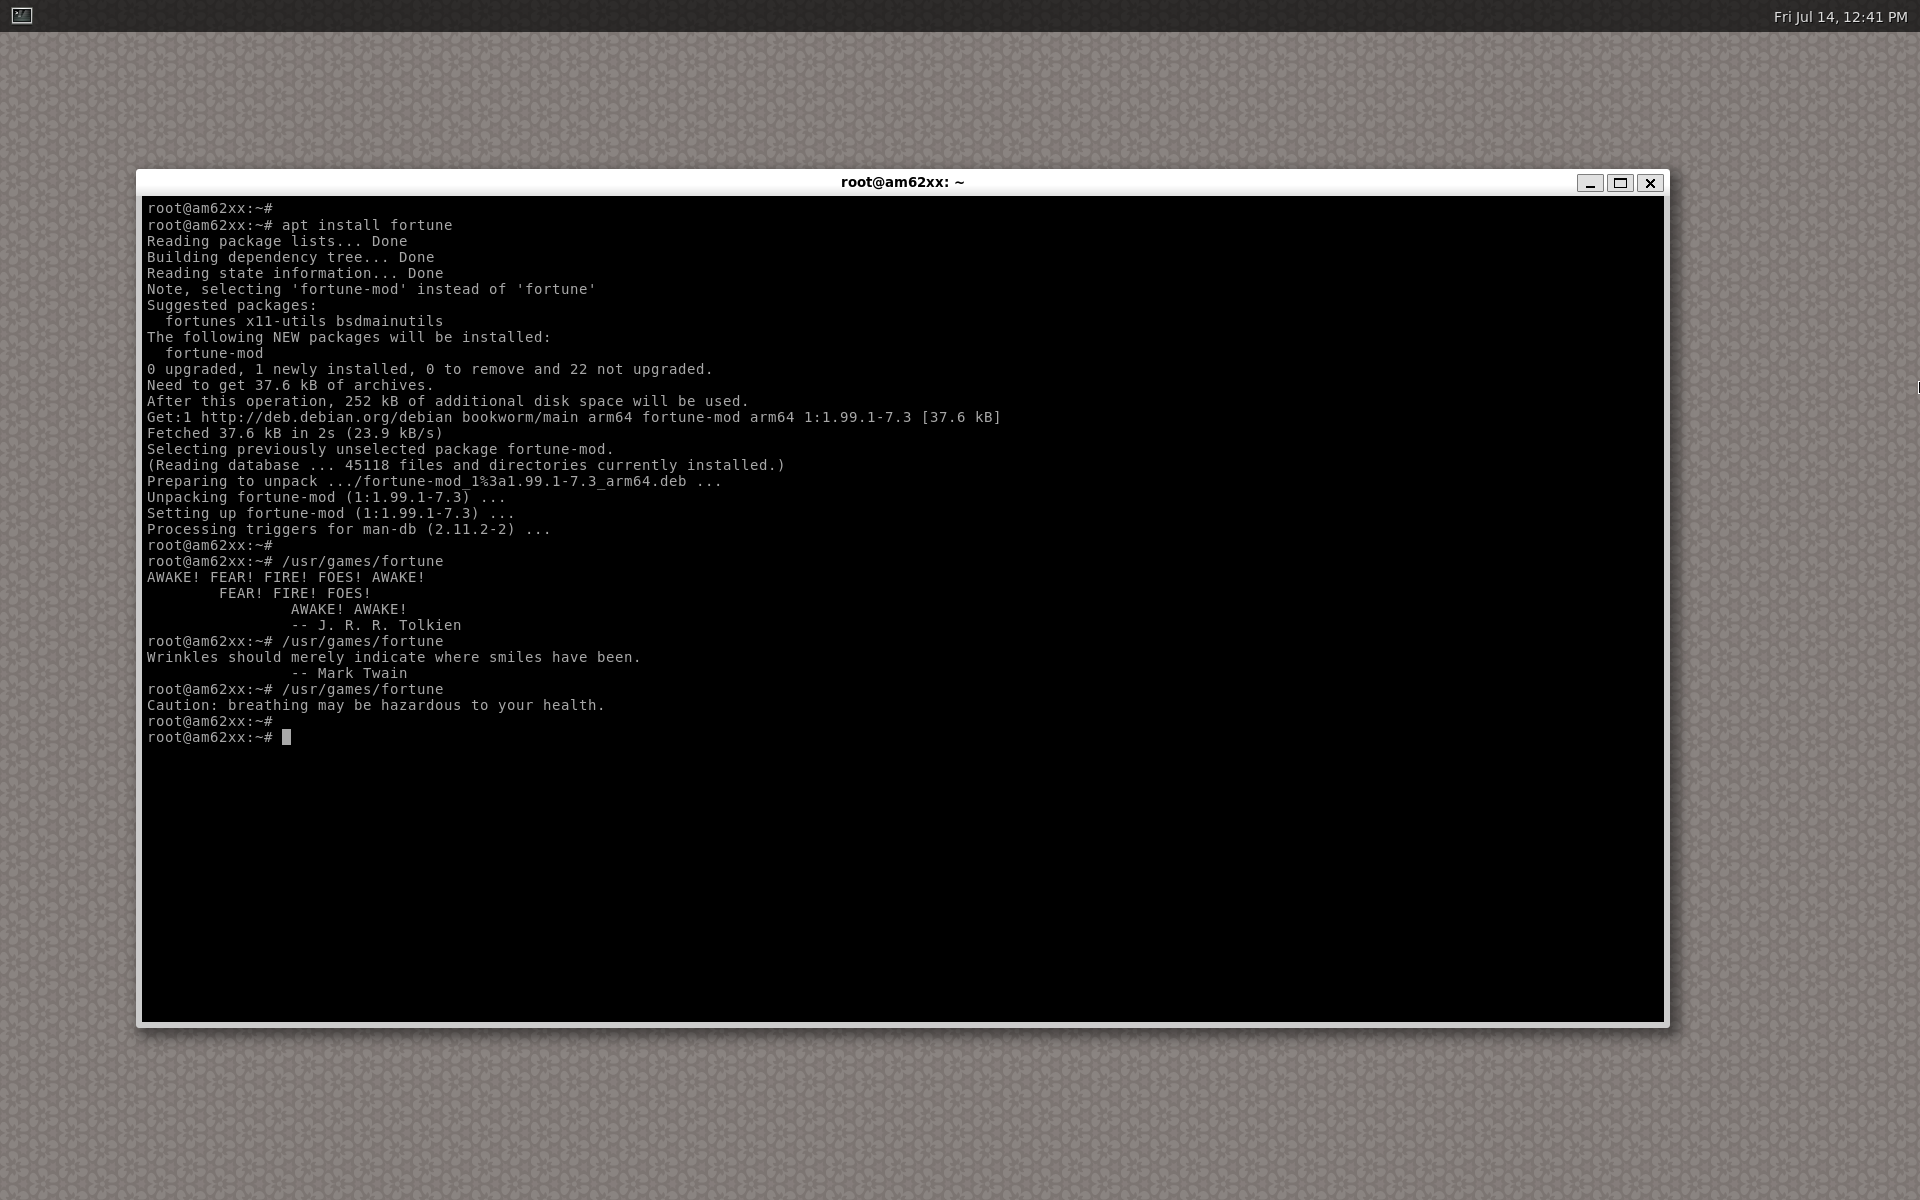 Fri Jul 14, 12:41 PM
root@am62xx: ~
root@am62xx:~#
root@am62xx:~# apt install fortune
Reading package lists... Done
Building dependency tree... Done
Reading state information... Done
Note, selecting 'fortune-mod' instead of 'fortune'
Suggested packages:
  fortunes x11-utils bsdmainutils
The following NEW packages will be installed:
  fortune-mod
0 upgraded, 1 newly installed, 0 to remove and 22 not upgraded.
Need to get 37.6 kB of archives.
After this operation, 252 kB of additional disk space will be used.
Get:1 http://deb.debian.org/debian bookworm/main arm64 fortune-mod arm64 1:1.99.1-7.3 [37.6 kB]
Fetched 37.6 kB in 2s (23.9 kB/s)
Selecting previously unselected package fortune-mod.
(Reading database ... 45118 files and directories currently installed.)
Preparing to unpack .../fortune-mod_1%3a1.99.1-7.3_arm64.deb ...
Unpacking fortune-mod (1:1.99.1-7.3) ...
Setting up fortune-mod (1:1.99.1-7.3) ...
Processing triggers for man-db (2.11.2-2) ...
root@am62xx:~#
root@am62xx:~# /usr/games/fortune
AWAKE! FEAR! FIRE! FOES! AWAKE!
        FEAR! FIRE! FOES!
                AWAKE! AWAKE!
                -- J. R. R. Tolkien
root@am62xx:~# /usr/games/fortune
Wrinkles should merely indicate where smiles have been.
                -- Mark Twain
root@am62xx:~# /usr/games/fortune
Caution: breathing may be hazardous to your health.
root@am62xx:~#
root@am62xx:~#